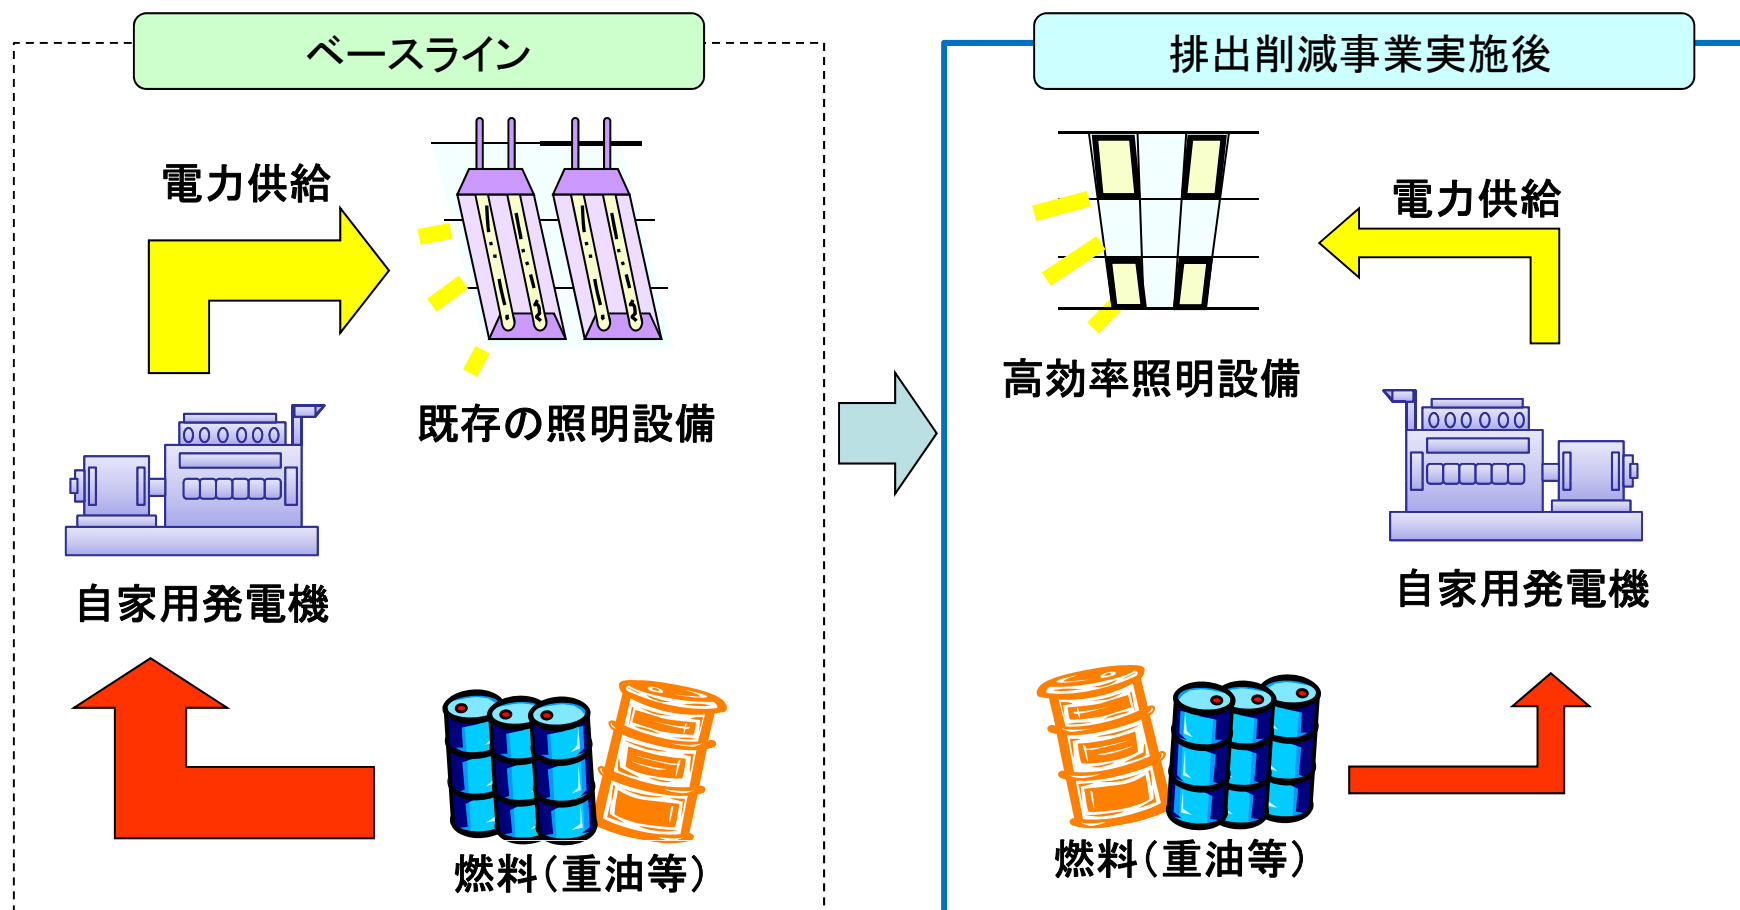 ベースライン
電力供給
既存の照明設備
自家用発電機
燃料(重油等)
排出削減事業実施後
電力供給
高効率照明設備
自家用発電機
燃料(重油等)